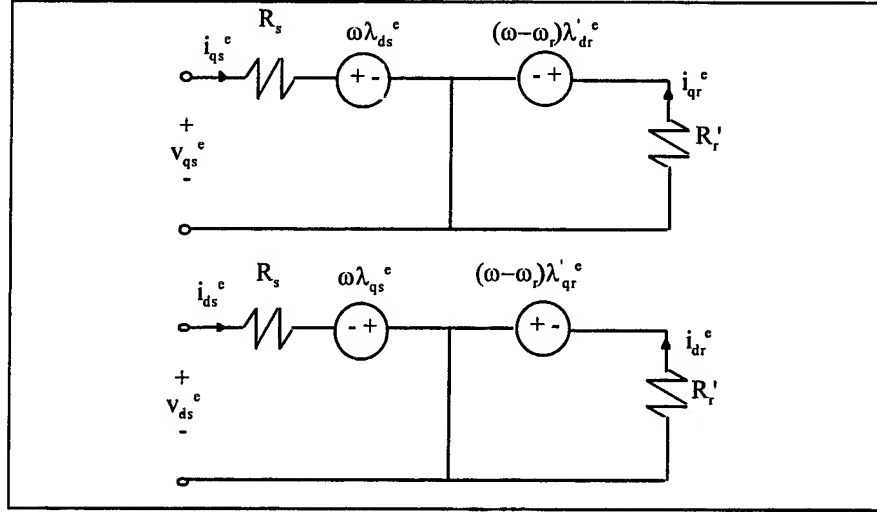 R_s
i_qs^e
ωλ_ds^e
(ω−ω_r)λ'_dr^e
+ -
- +
i_qr^e
+
v_qs^e
-
R_r'
R_s
i_ds^e
ωλ_qs^e
(ω−ω_r)λ'_qr^e
- +
+ -
i_dr^e
+
v_ds^e
-
R_r'